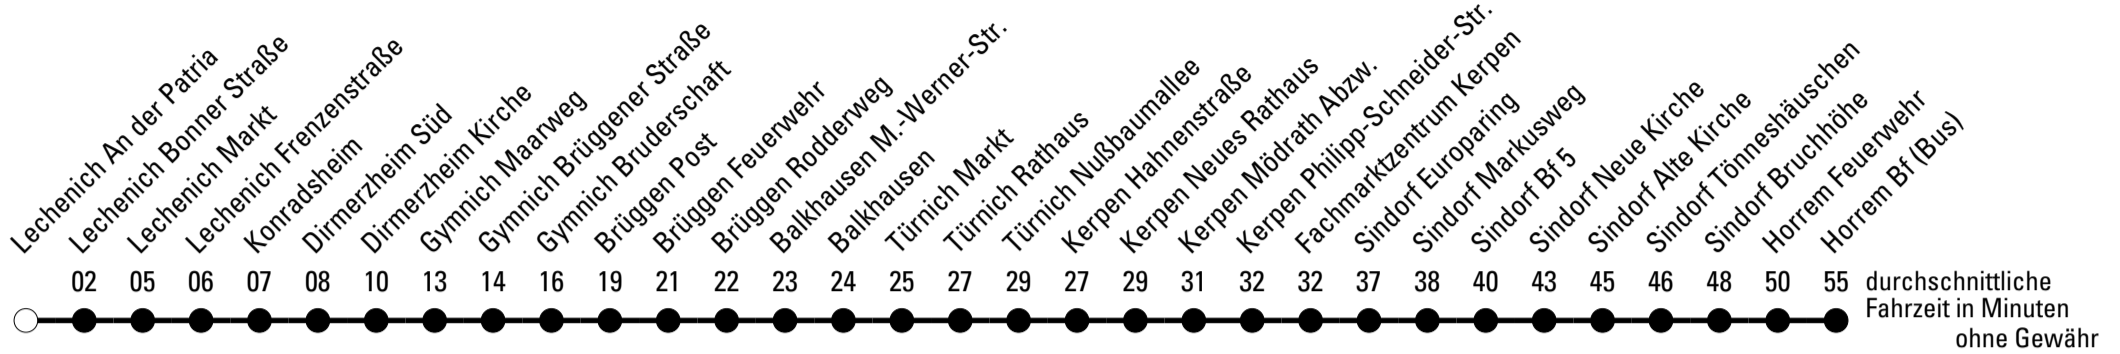 Lechenich An der Patria
Lechenich Bonner Straße
Lechenich Markt
Lechenich Frenzenstraße
Konradsheim
Dirmerzheim Süd
Dirmerzheim Kirche
Gymnich Maarweg
Gymnich Brüggener Straße
Gymnich Bruderschaft
Brüggen Post
Brüggen Feuerwehr
Brüggen Rodderweg
Balkhausen M.-Werner-Str.
Balkhausen
Türnich Markt
Türnich Rathaus
Türnich Nußbaumallee
Kerpen Hahnenstraße
Kerpen Neues Rathaus
Kerpen Mödrath Abzw.
Kerpen Philipp-Schneider-Str.
Fachmarktzentrum Kerpen
Sindorf Europaring
Sindorf Markusweg
Sindorf Bf 5
Sindorf Neue Kirche
Sindorf Alte Kirche
Sindorf Tönneshäuschen
Sindorf Bruchhöhe
Horrem Feuerwehr
Horrem Bf (Bus)
02 05 06 07 08 10 13 14 16 19 21 22 23 24 25 27 29 27 29 31 32 32 37 38 40 43 45 46 48 50 55 durchschnittliche
Fahrzeit in Minuten
ohne Gewähr